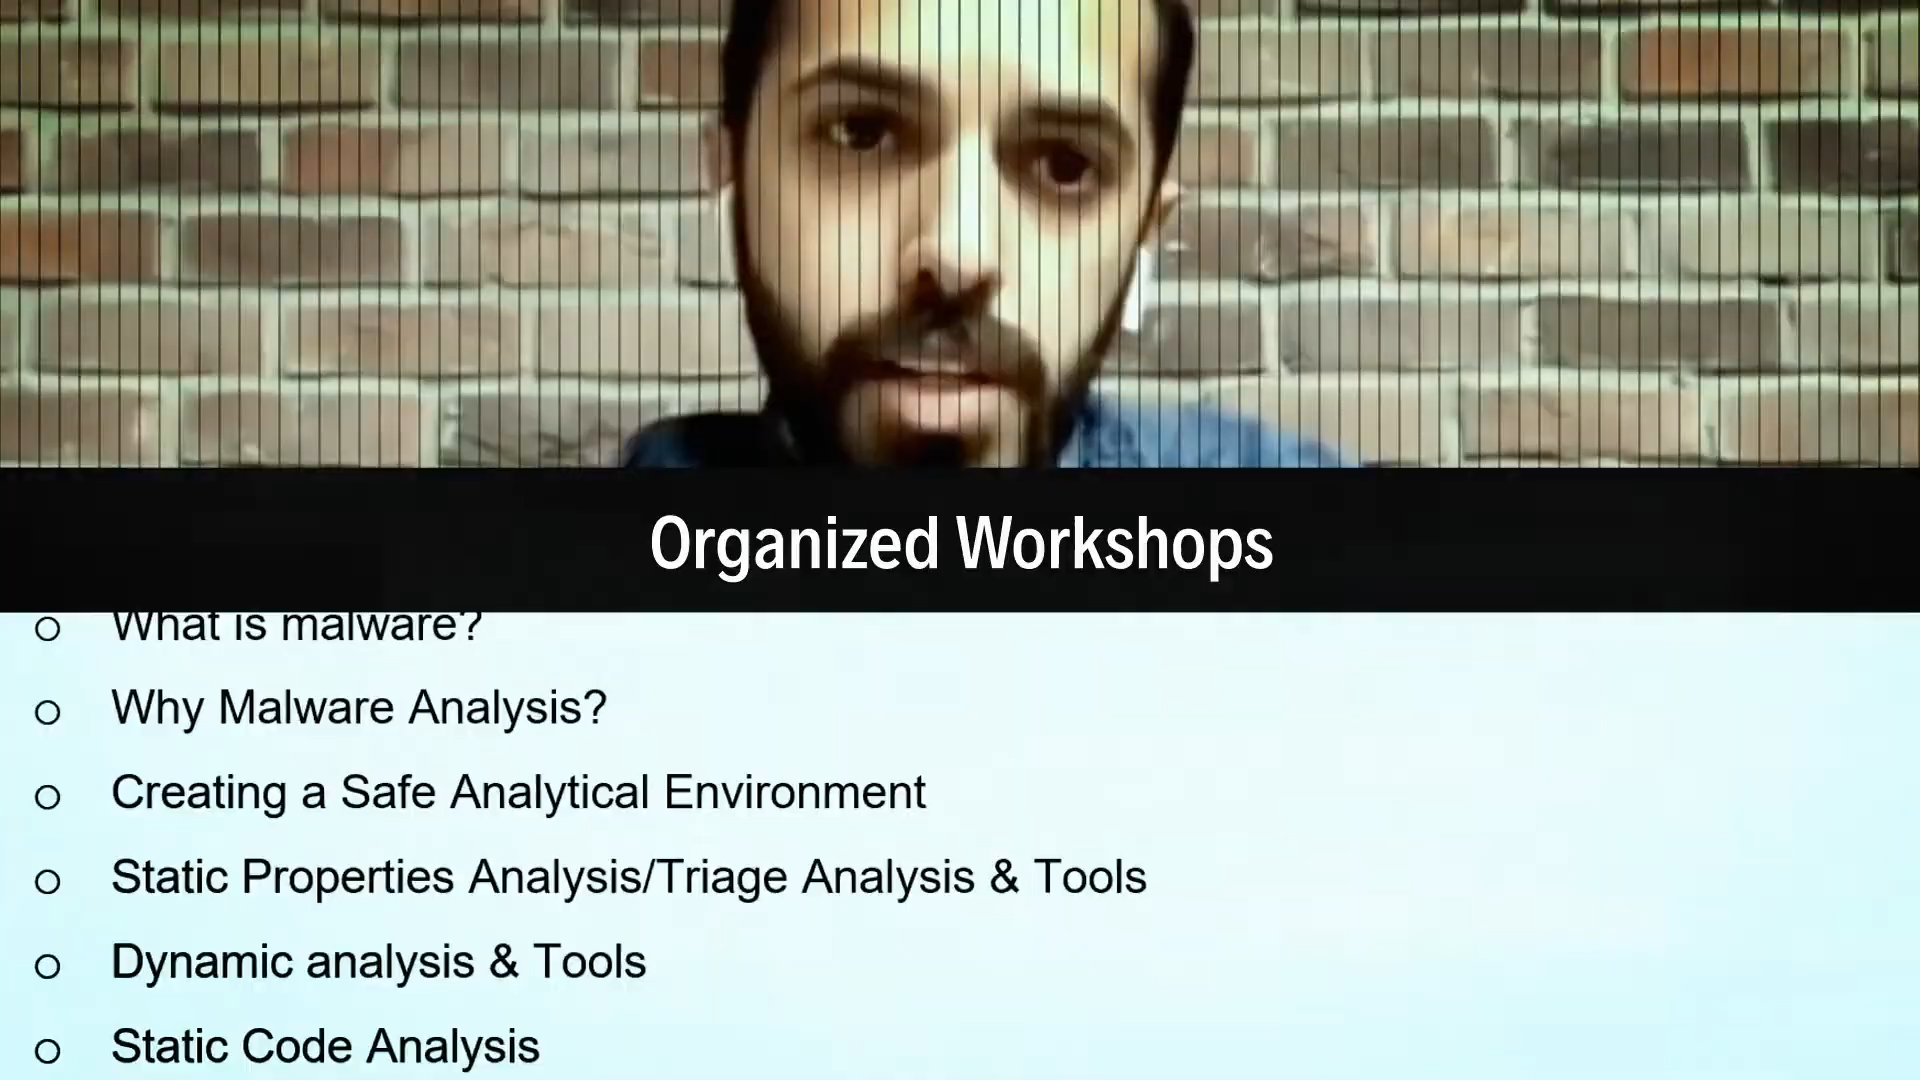 Organized Workshops
o What is malware?
o Why Malware Analysis?
o Creating a Safe Analytical Environment
o Static Properties Analysis/Triage Analysis & Tools
o Dynamic analysis & Tools
o Static Code Analysis